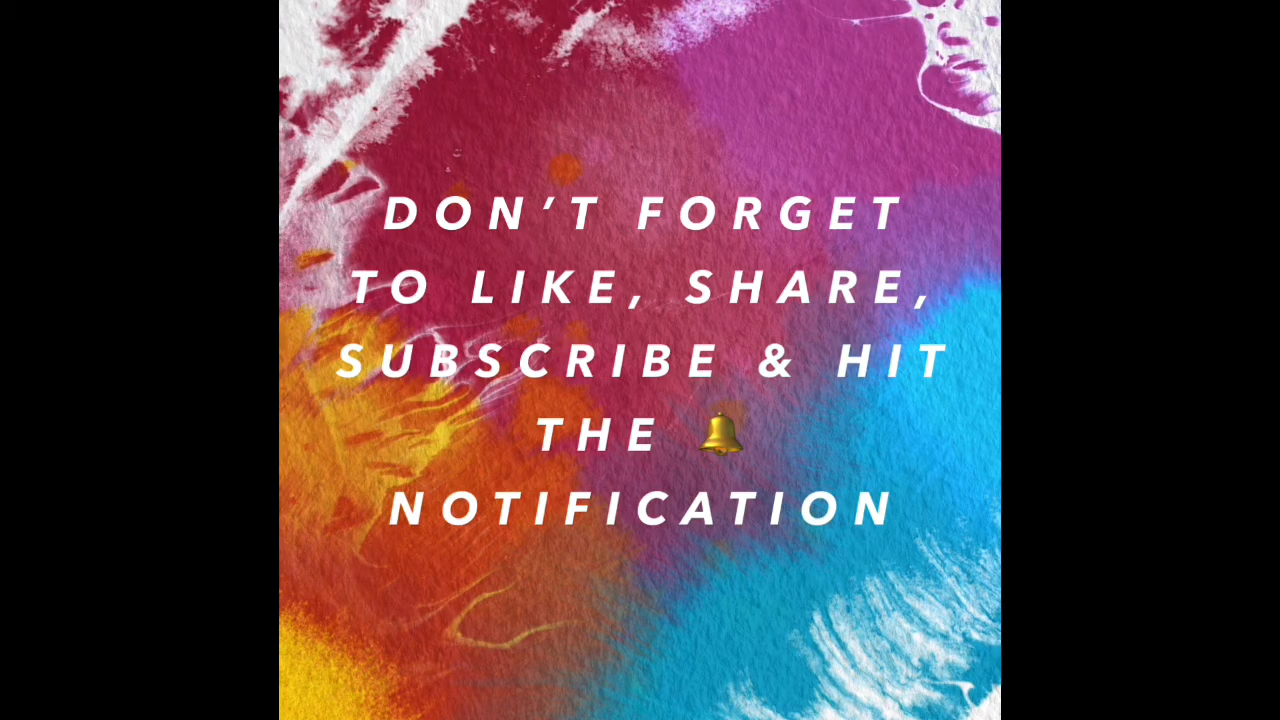 DON’T FORGET
TO LIKE, SHARE,
SUBSCRIBE & HIT
THE 🔔
NOTIFICATION